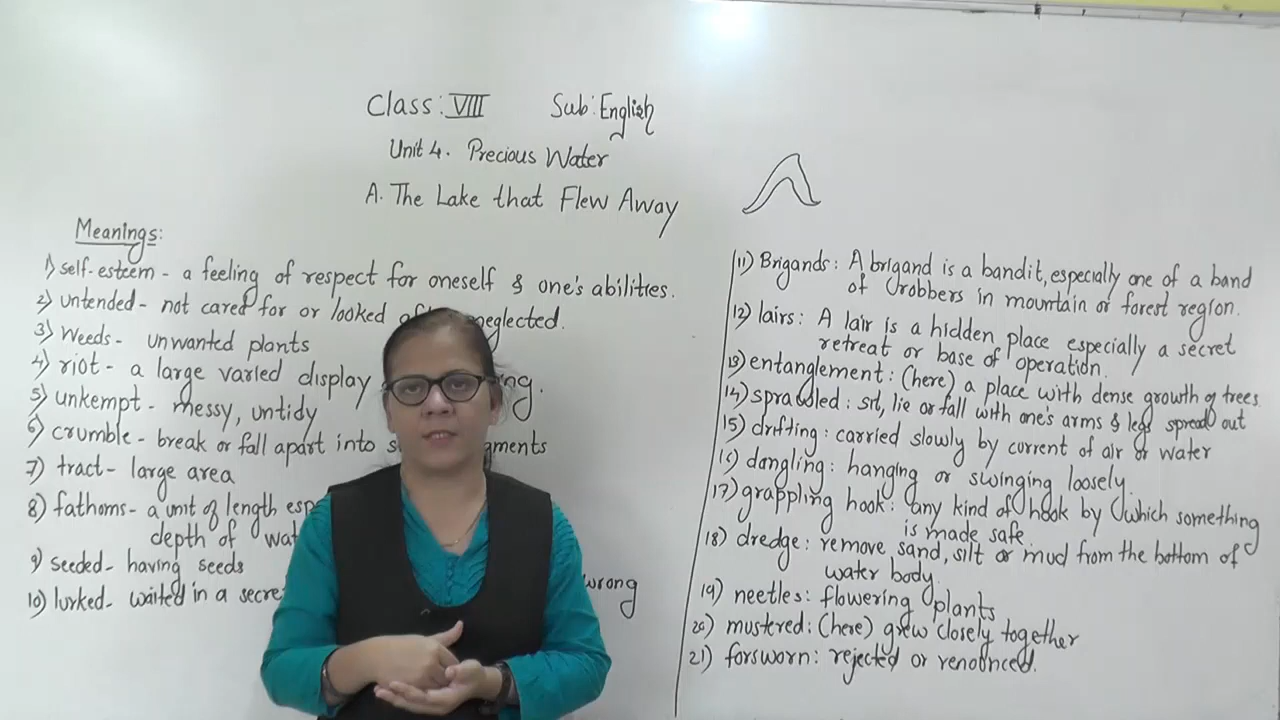 Class: VIII Sub: English
Unit 4. Precious Water
A. The Lake that Flew Away
Meanings:
1) self-esteem - a feeling of respect for oneself & one's abilities.
2) untended - not cared for or looked neglected.
3) Weeds - unwanted plants
4) riot - a large varied display
5) unkempt - messy, untidy
6) crumble - break or fall apart into
7) tract - large area
8) fathoms - a unit of length
depth of
9) seeded - having seeds
10) lurked - waited in a wrong
11) Brigands: A brigand is a bandit, especially one of a band
of robbers in mountain or forest region.
12) lairs: A lair is a hidden place especially a secret
retreat or base of operation.
13) entanglement: (here) a place with dense growth of trees.
14) sprawled: sit, lie or fall with one's arms & legs spread out
15) drifting: carried slowly by current of air or water
16) dangling: hanging or swinging loosely.
17) grappling hook: any kind of hook by which something
is made safe.
18) dredge: remove sand, silt or mud from the bottom of
water body.
19) neetles: flowering plants
20) mustered: (here) grew closely together
21) forsworn: rejected or renounced.